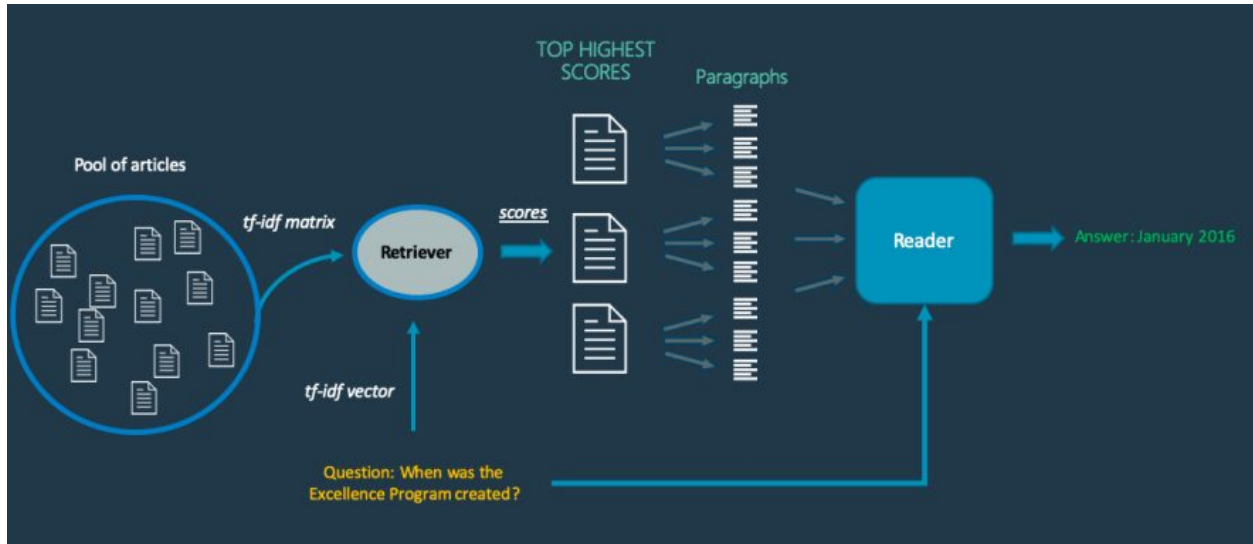 TOP HIGHEST
SCORES
Paragraphs
Pool of articles
tf-idf matrix
scores
Retriever
Reader
Answer: January 2016
tf-idf vector
Question: When was the
Excellence Program created?